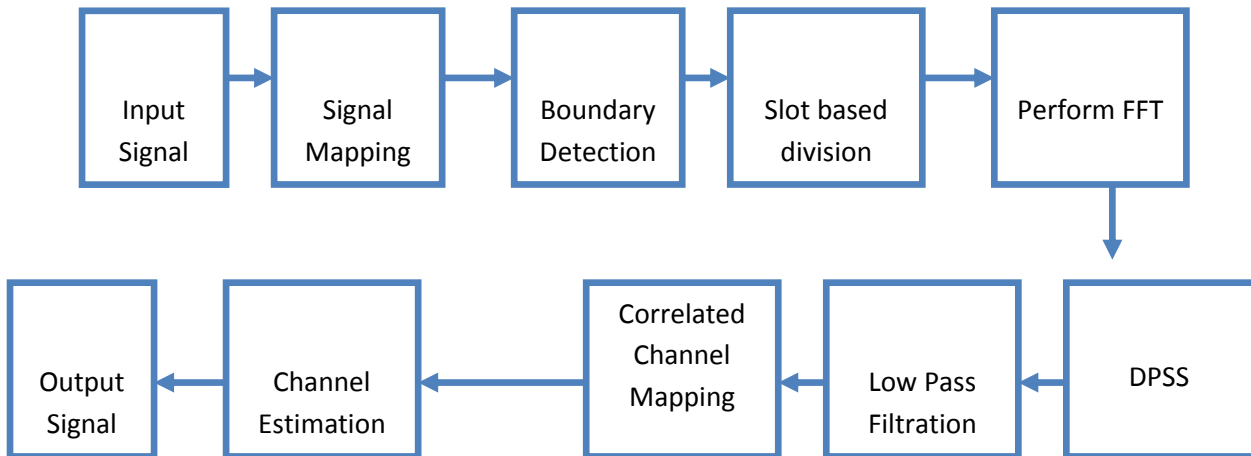 Input
Signal
Signal
Mapping
Boundary
Detection
Slot based
division
Perform FFT
DPSS
Low Pass
Filtration
Correlated
Channel
Mapping
Channel
Estimation
Output
Signal